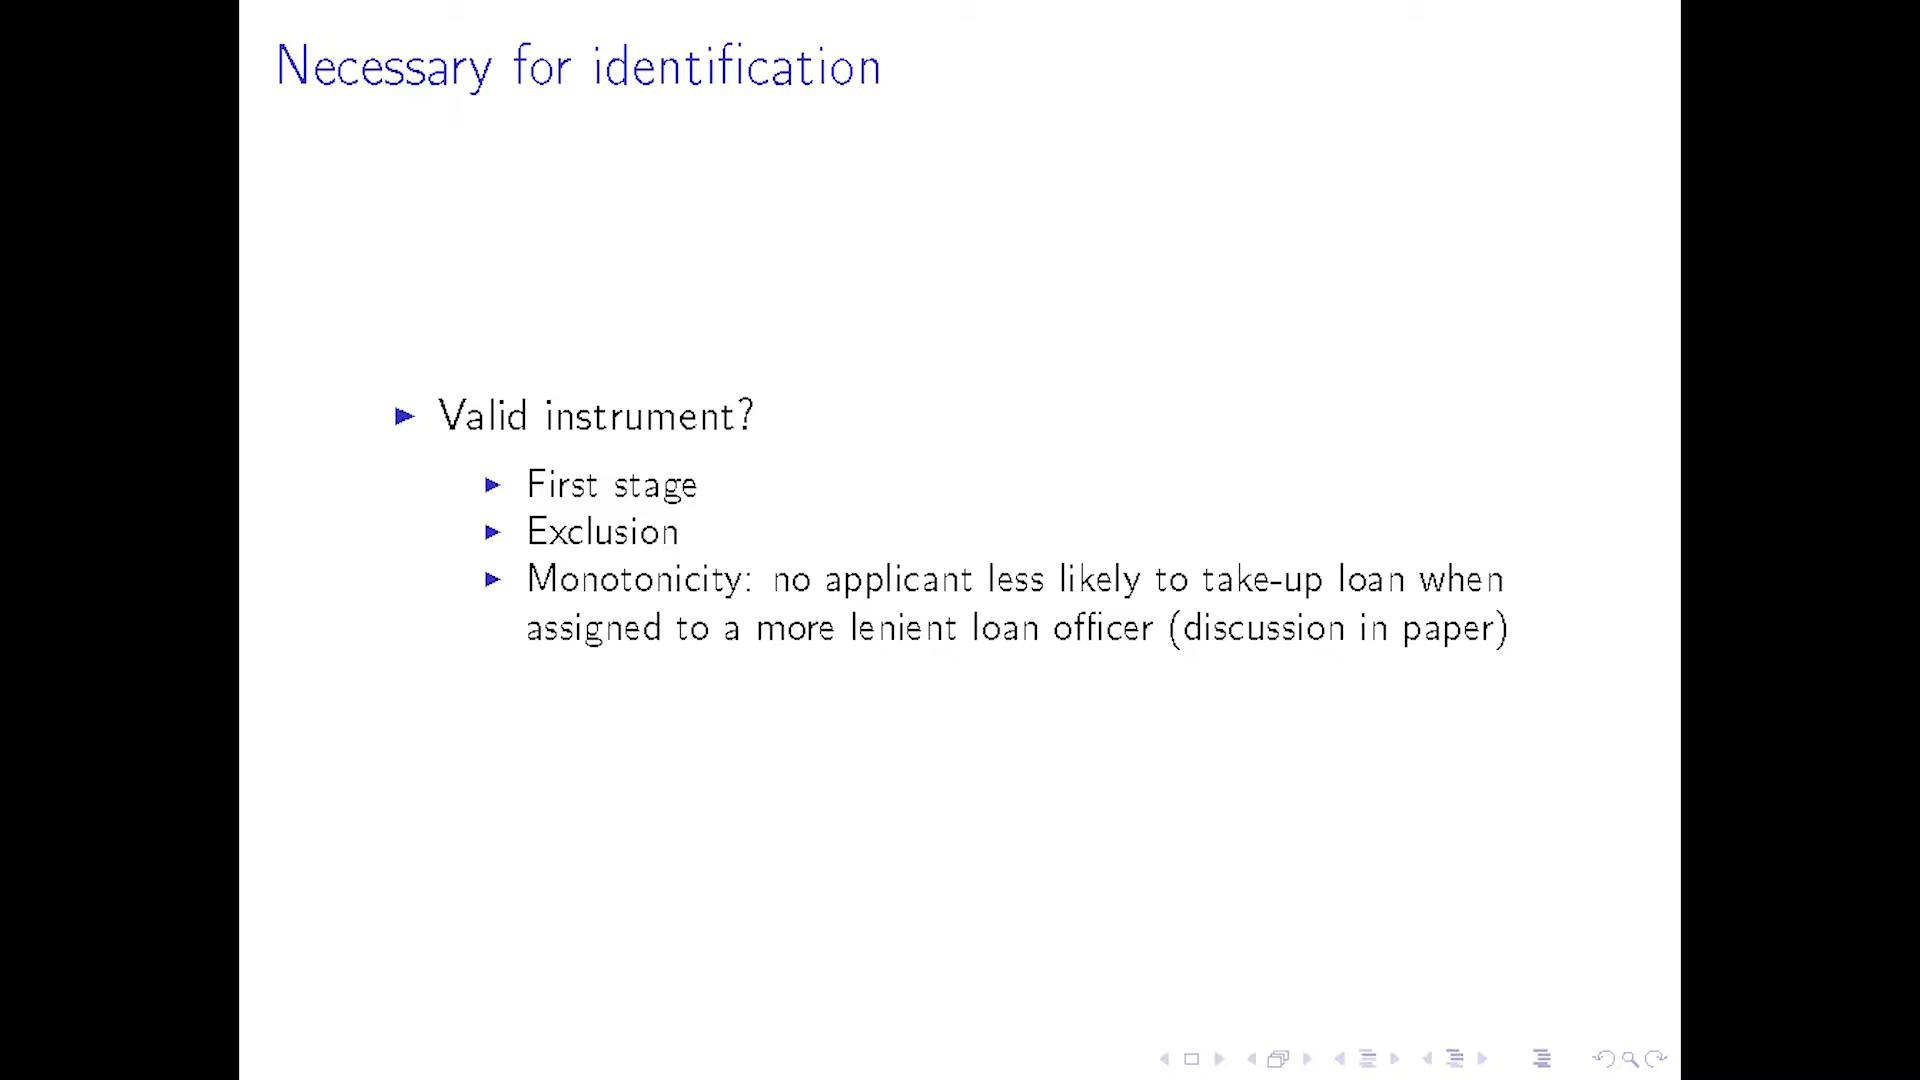 Necessary for identification
Valid instrument?
First stage
Exclusion
Monotonicity: no applicant less likely to take-up loan when
assigned to a more lenient loan officer (discussion in paper)